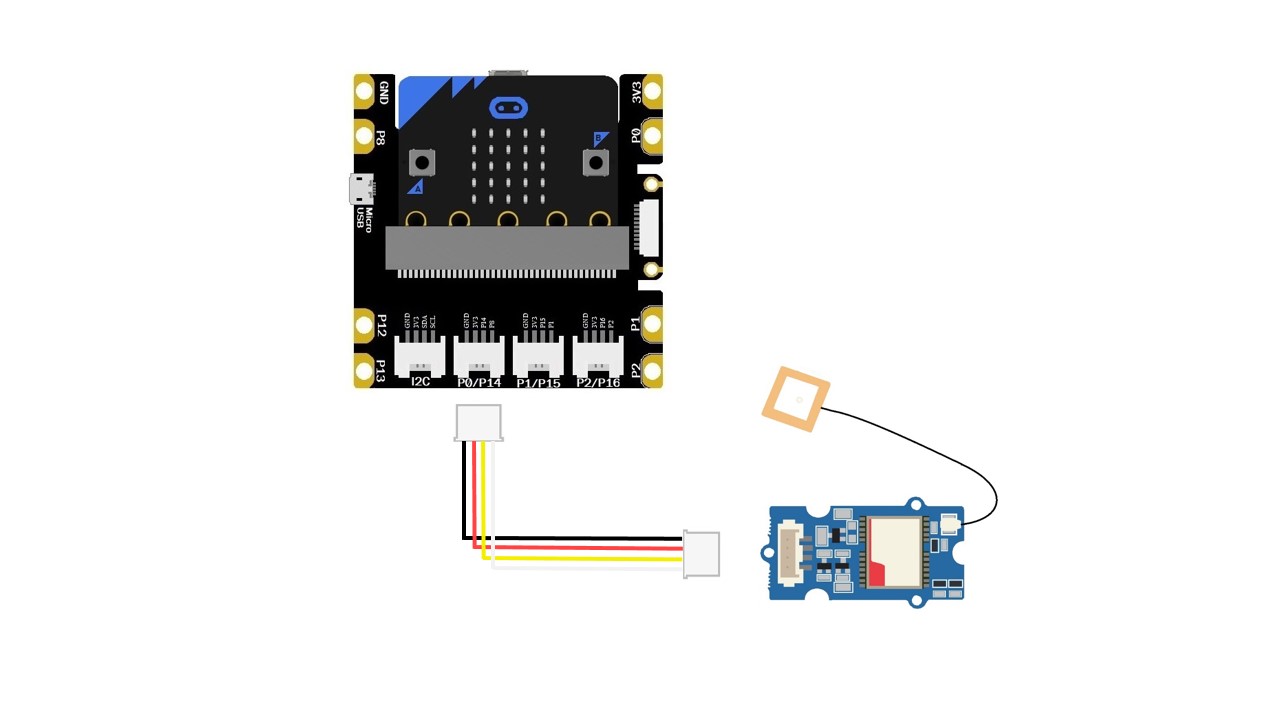 GND
3V3
P8
P0
B
A
Micro
USB
P12
P1
GND 3V3 SDA SCL
GND 3V3 P14 P8
GND 3V3 P15 P1
GND 3V3 P16 P2
P13
P2
I2C
P0/P14
P1/P15
P2/P16